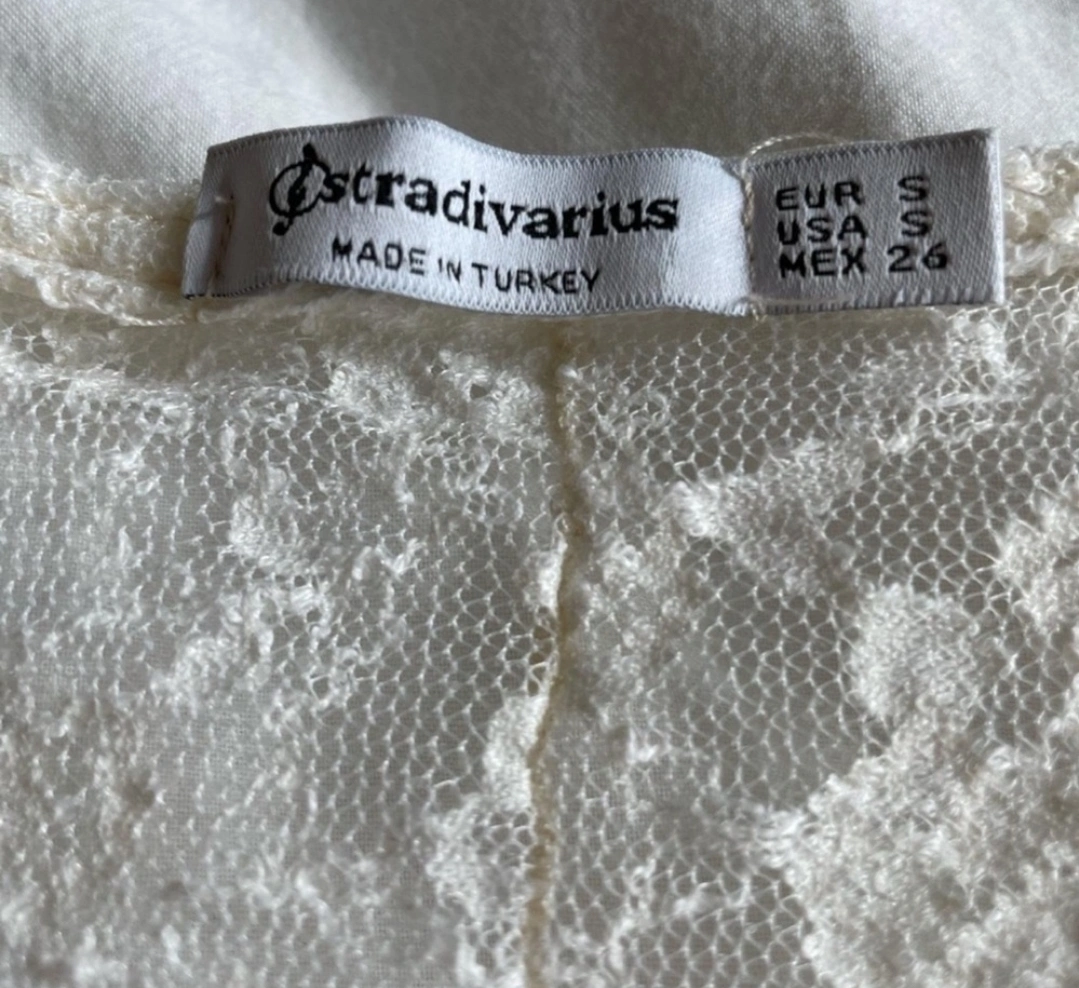 stradivarius
MADE IN TURKEY
EUR S
USA S
MEX 26